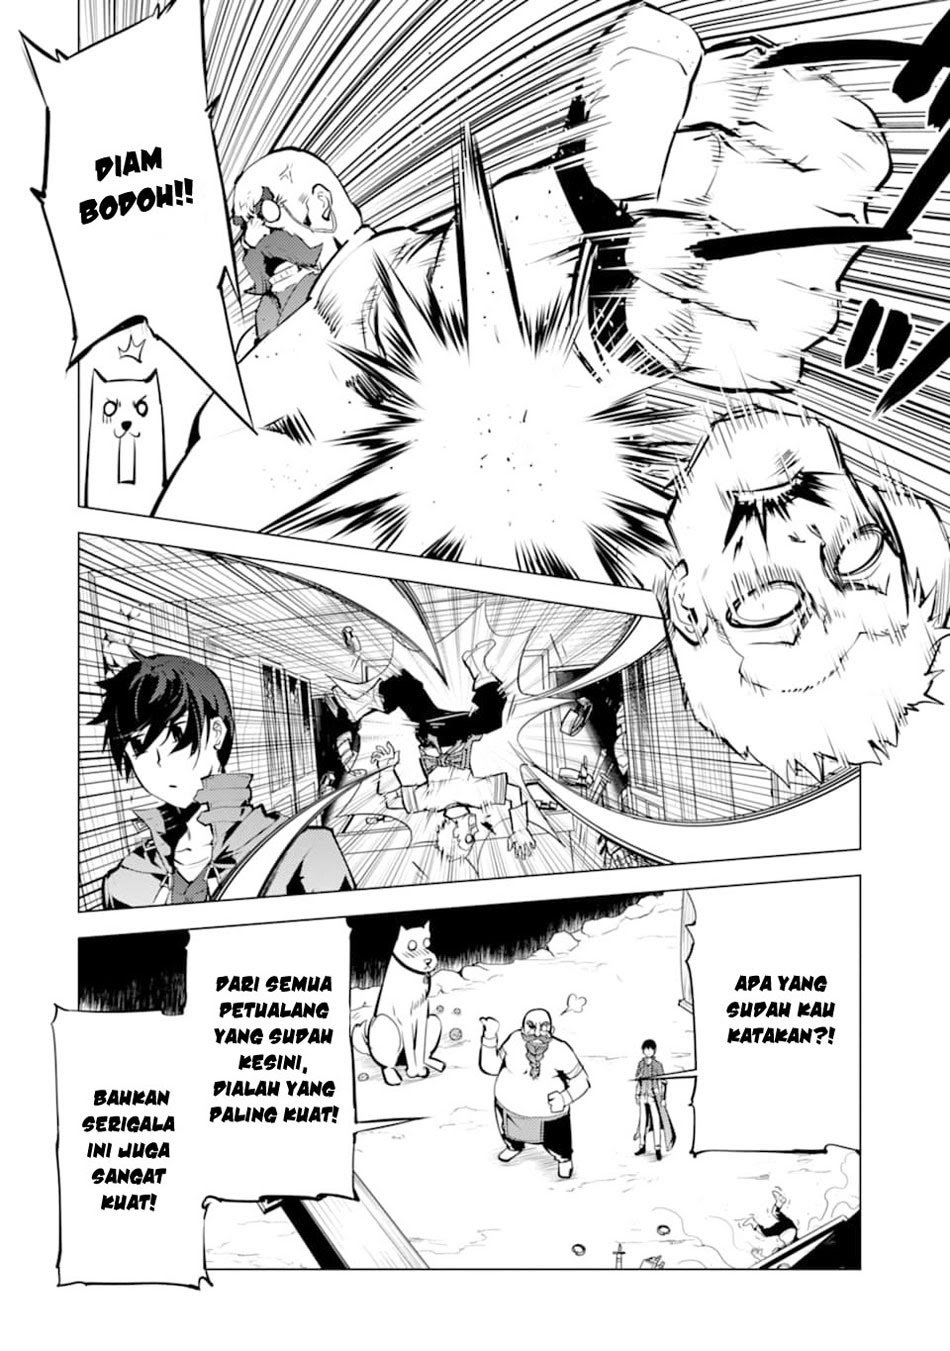 DIAM
BODOH!!
APA YANG
SUDAH KAU
KATAKAN?!
DARI SEMUA
PETUALANG
YANG SUDAH
KESINI,
DIALAH YANG
PALING KUAT!
BAHKAN
SERIGALA
INI JUGA
SANGAT
KUAT!